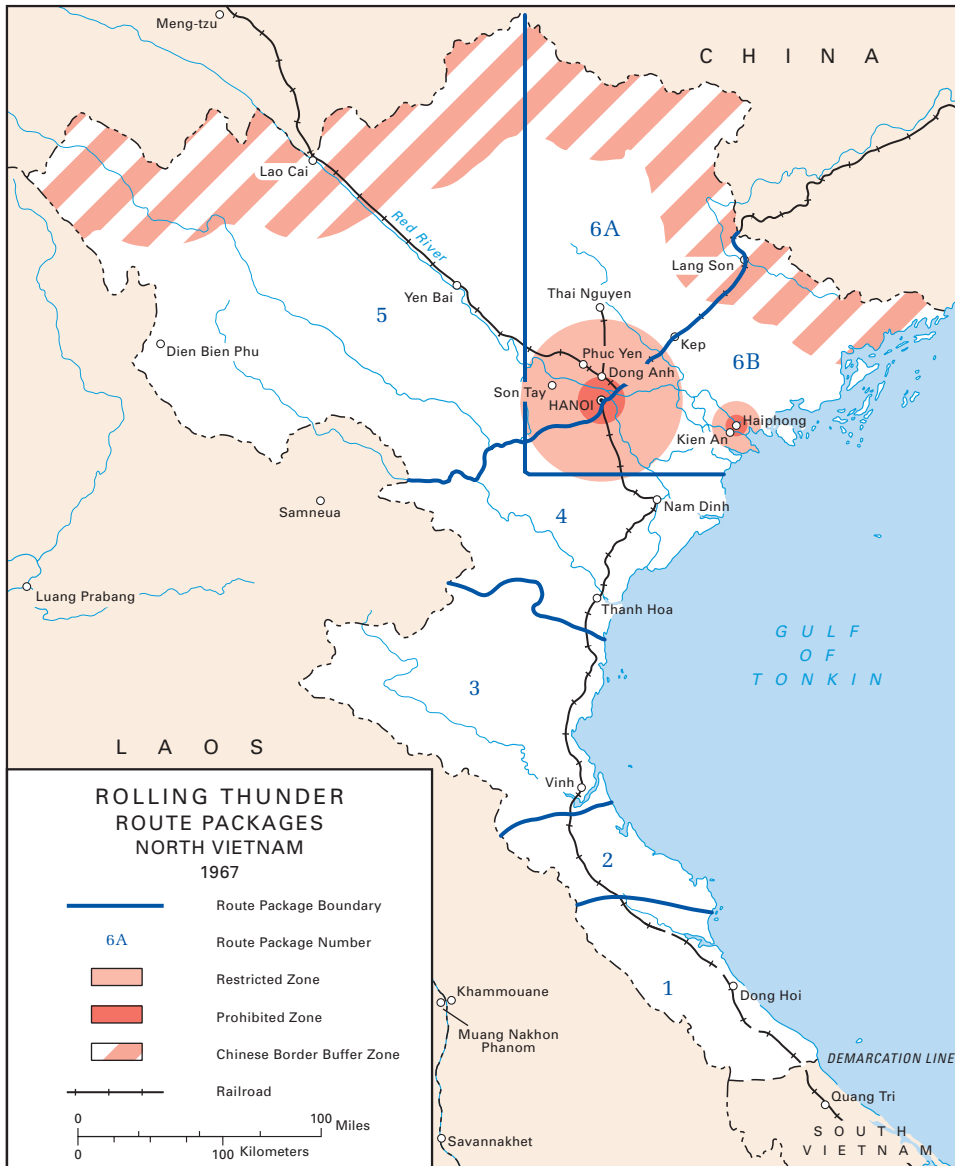 Meng-tzu
C H I N A
Lao Cai
Red River
6A
Lang Son
Yen Bai
Thai Nguyen
5
Kep
Dien Bien Phu
Phuc Yen
6B
Dong Anh
Son Tay
HANOI
Haiphong
Kien An
Samneua
4
Nam Dinh
Luang Prabang
Thanh Hoa
GULF
OF
TONKIN
3
L A O S
Vinh
2
1
Dong Hoi
Khammouane
Muang Nakhon
Phanom
DEMARCATION LINE
Quang Tri
SOUTH
VIETNAM
Savannakhet
ROLLING THUNDER
ROUTE PACKAGES
NORTH VIETNAM
1967
Route Package Boundary
6A Route Package Number
Restricted Zone
Prohibited Zone
Chinese Border Buffer Zone
Railroad
0 100 Miles
0 100 Kilometers